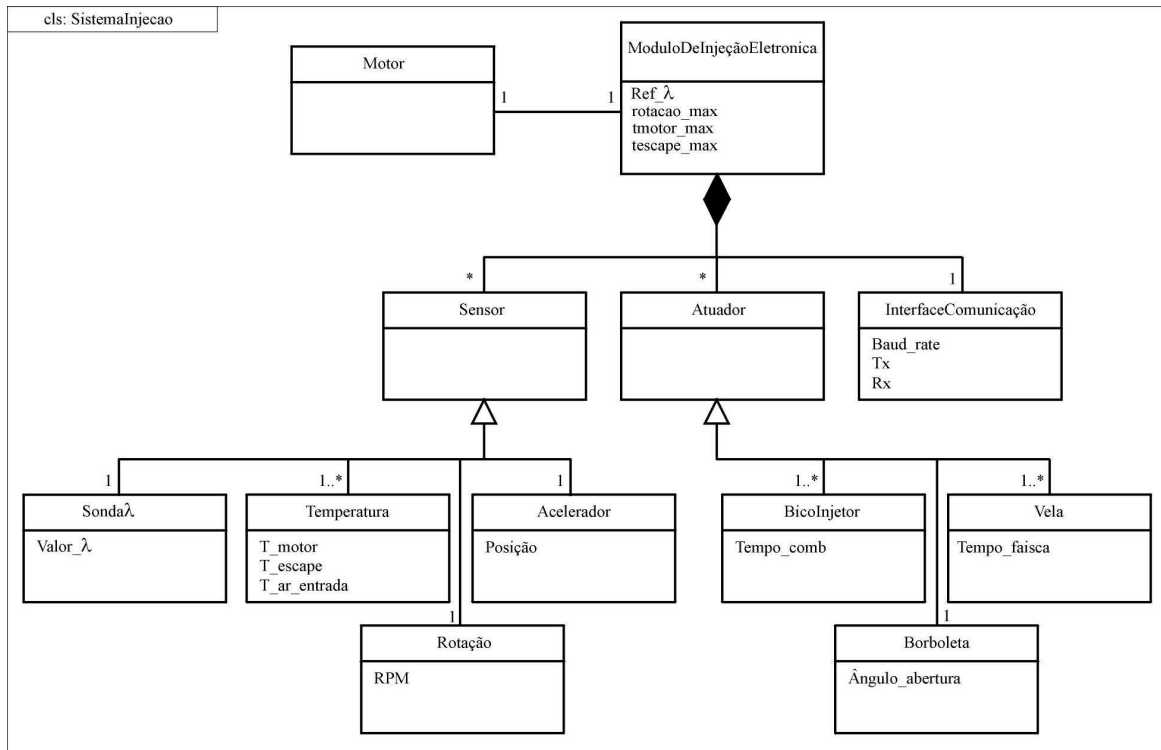 cls: SistemaInjecao
Motor
ModuloDeInjeçãoEletronica
Ref_λ
rotacao_max
tmotor_max
tescape_max
1
1
*
*
1
Sensor
Atuador
InterfaceComunicação
Baud_rate
Tx
Rx
1
1..*
1
1..*
1..*
Sondaλ
Valor_λ
Temperatura
T_motor
T_escape
T_ar_entrada
Acelerador
Posição
BicoInjetor
Tempo_comb
Vela
Tempo_faisca
1
1
Rotação
RPM
Borboleta
Ângulo_abertura